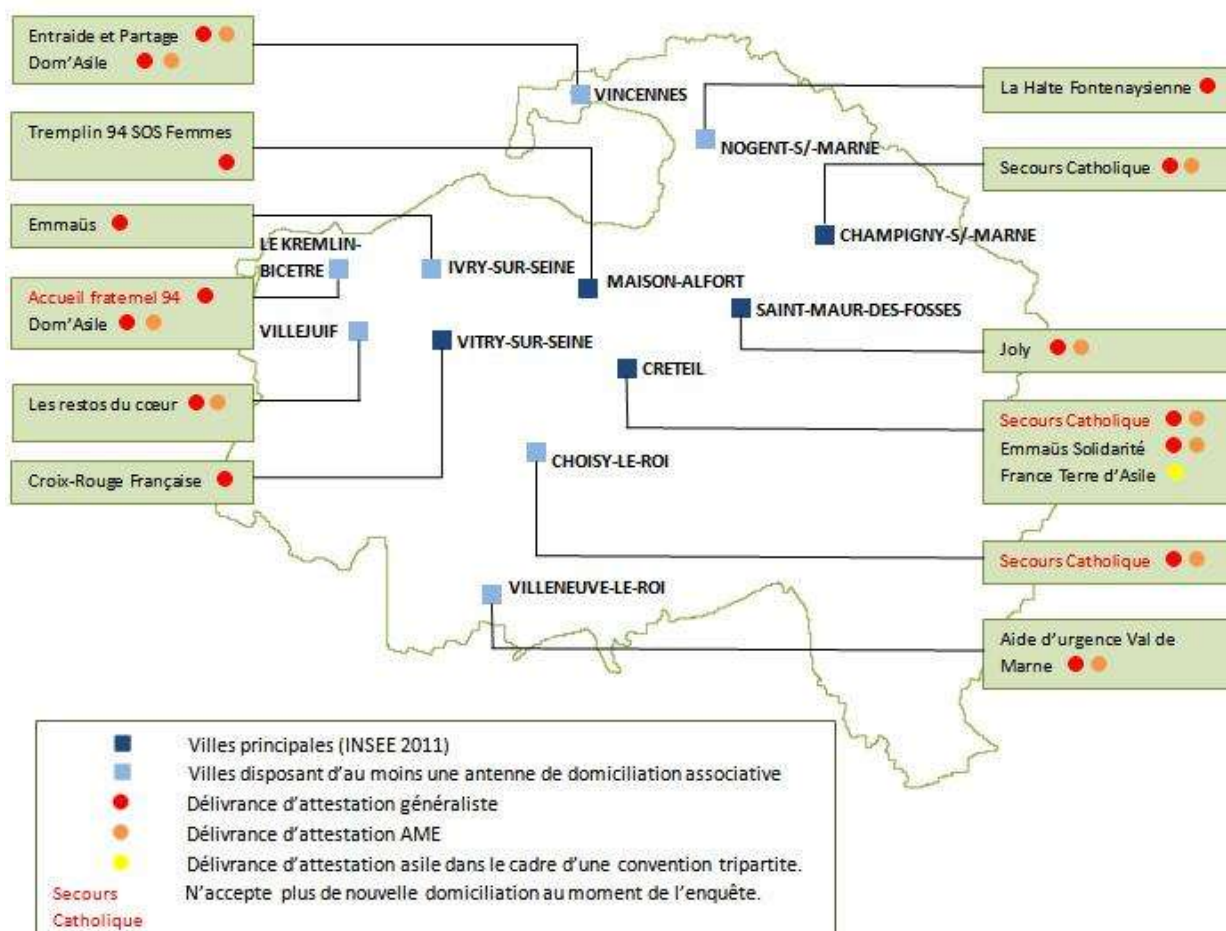 Entraide et Partage
Dom’Asile
VINCENNES
La Halte Fontenaysienne
Tremplin 94 SOS Femmes
NOGENT-S/-MARNE
Secours Catholique
Emmaüs
LE KREMLIN-
BICETRE
IVRY-SUR-SEINE
CHAMPIGNY-S/-MARNE
MAISON-ALFORT
Accueil fraternel 94
Dom’Asile
SAINT-MAUR-DES-FOSSES
VILLEJUIF
VITRY-SUR-SEINE
Joly
CRETEIL
Les restos du cœur
Secours Catholique
Emmaüs Solidarité
France Terre d’Asile
CHOISY-LE-ROI
Croix-Rouge Française
Secours Catholique
VILLENEUVE-LE-ROI
Aide d’urgence Val de
Marne
Villes principales (INSEE 2011)
Villes disposant d’au moins une antenne de domiciliation associative
Délivrance d’attestation généraliste
Délivrance d’attestation AME
Délivrance d’attestation asile dans le cadre d’une convention tripartite.
Secours
Catholique
N’accepte plus de nouvelle domiciliation au moment de l’enquête.